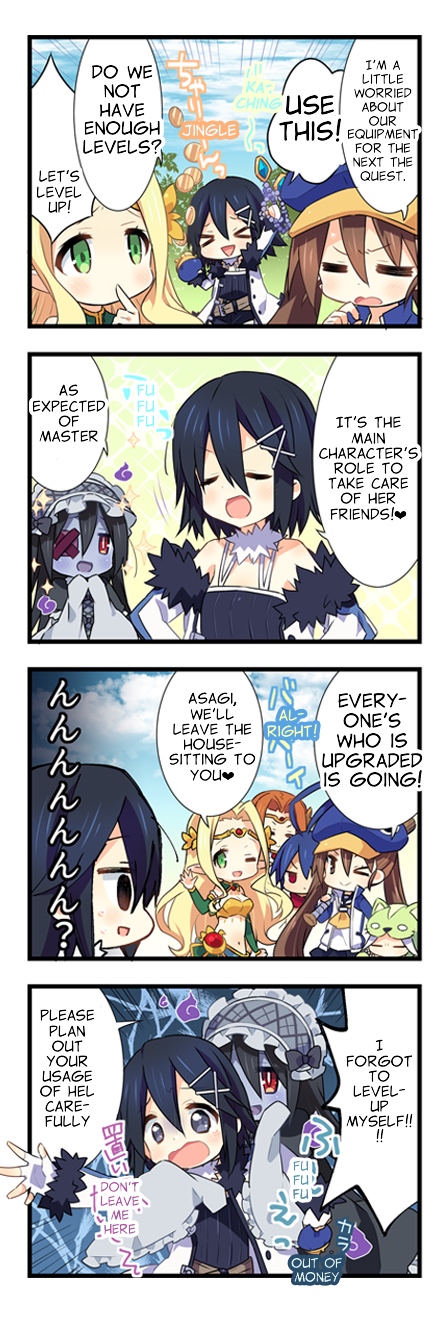 I'M A
LITTLE
WORRIED
ABOUT
OUR
EQUIPMENT
FOR THE
NEXT THE
QUEST.
USE
THIS!
KA-
CHING
ちゃりーん
JINGLE
DO WE
NOT
HAVE
ENOUGH
LEVELS?
LET'S
LEVEL
UP!
IT'S THE
MAIN
CHARACTER'S
ROLE TO
TAKE CARE
OF HER
FRIENDS!❤
FU
FU
FU
AS
EXPECTED
OF
MASTER
EVERY-
ONE'S
WHO IS
UPGRADED
IS GOING!
AL-
RIGHT!
ASAGI,
WE'LL
LEAVE THE
HOUSE-
SITTING TO
YOU❤
んんんんんんん?
I
FORGOT
TO
LEVEL-
UP
MYSELF!!
!!
FU
FU
FU
カラ
OUT OF
MONEY
PLEASE
PLAN
OUT
YOUR
USAGE
OF HEL
CARE-
FULLY
DON'T
LEAVE
ME
HERE